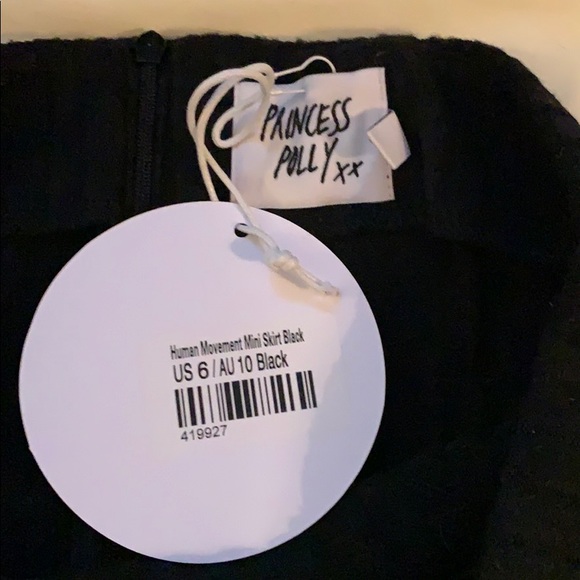 PRINCESS
POLLY xx
Human Movement Mini Skirt Black
US 6 / AU 10 Black
419927